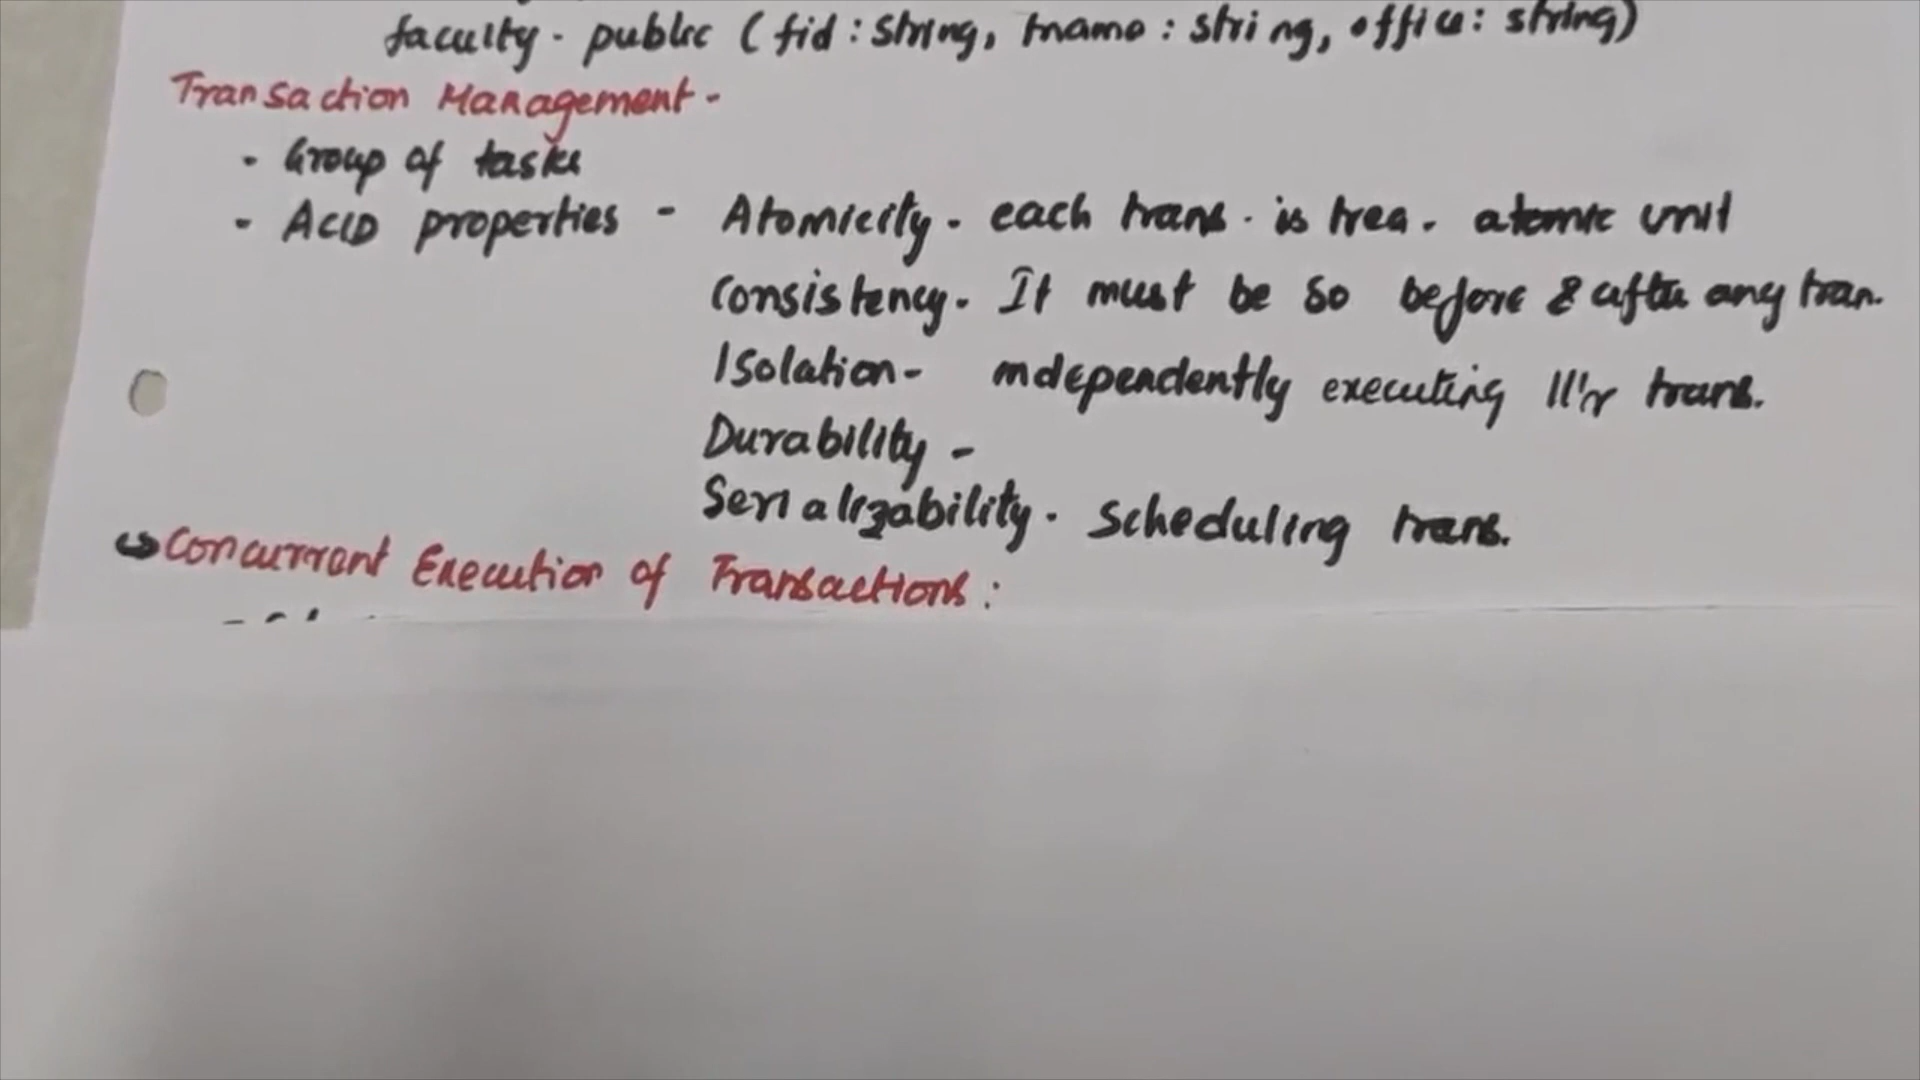 faculty - public (fid : string, fname : string, office : string)
Transaction Management -
- Group of tasks
- ACID properties - Atomicity - each trans. is trea. atomic unit
Consistency - It must be so before & after any tran.
Isolation - independently executing ll'r trans.
Durability -
Serializability - Scheduling trans.
↪ Concurrent Execution of Transactions :